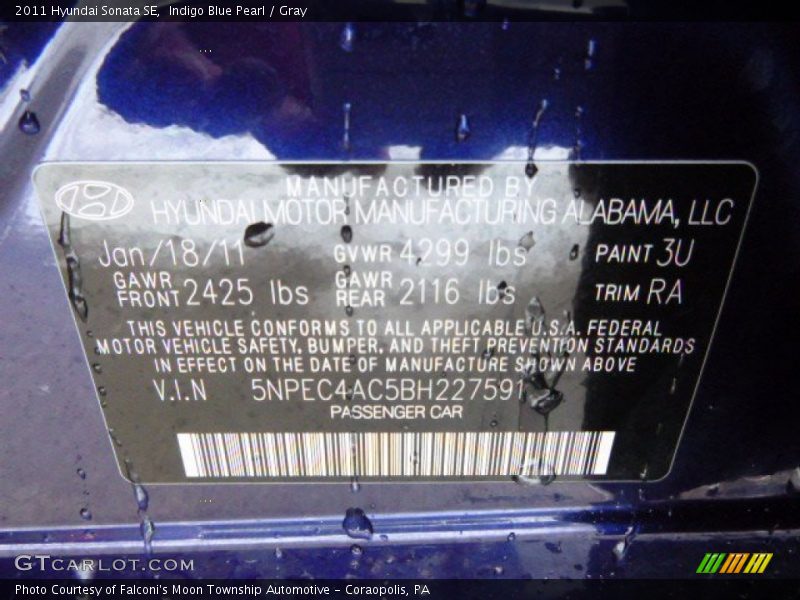 2011 Hyundai Sonata SE, Indigo Blue Pearl / Gray
MANUFACTURED BY
HYUNDAI MOTOR MANUFACTURING ALABAMA, LLC
Jan/18/11 GVWR 4299 lbs PAINT 3U
GAWR FRONT 2425 lbs GAWR REAR 2116 lbs TRIM RA
THIS VEHICLE CONFORMS TO ALL APPLICABLE U.S.A. FEDERAL
MOTOR VEHICLE SAFETY, BUMPER, AND THEFT PREVENTION STANDARDS
IN EFFECT ON THE DATE OF MANUFACTURE SHOWN ABOVE
V.I.N 5NPEC4AC5BH227591
PASSENGER CAR
GTCARLOT.COM
Photo Courtesy of Falconi's Moon Township Automotive - Coraopolis, PA